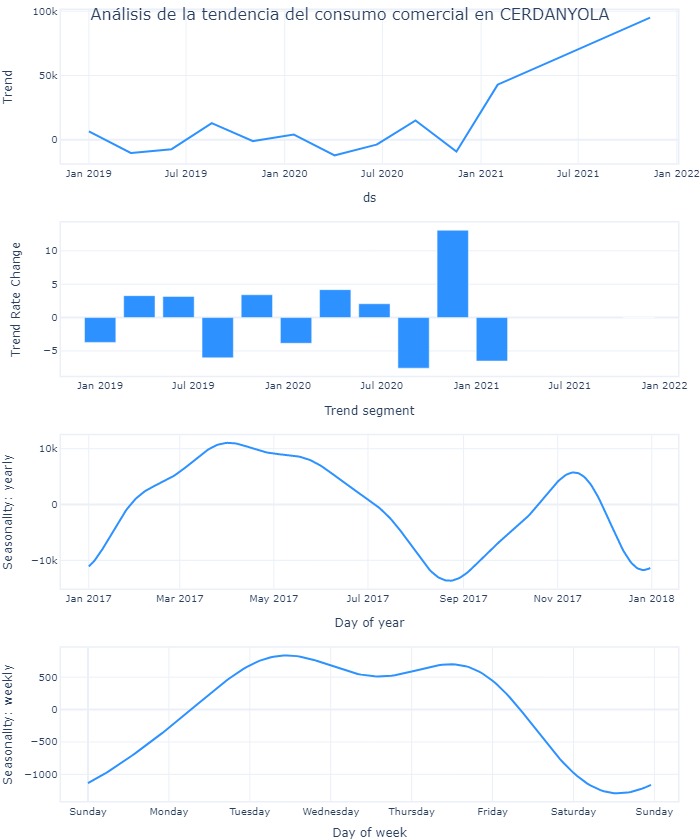 Análisis de la tendencia del consumo comercial en CERDANYOLA
100k
50k
0
Trend
Jan 2019 Jul 2019 Jan 2020 Jul 2020 Jan 2021 Jul 2021 Jan 2022
ds
10
5
0
−5
Trend Rate Change
Jan 2019 Jul 2019 Jan 2020 Jul 2020 Jan 2021 Jul 2021 Jan 2022
Trend segment
10k
0
−10k
Seasonality: yearly
Jan 2017 Mar 2017 May 2017 Jul 2017 Sep 2017 Nov 2017 Jan 2018
Day of year
500
0
−500
−1000
Seasonality: weekly
Sunday Monday Tuesday Wednesday Thursday Friday Saturday Sunday
Day of week